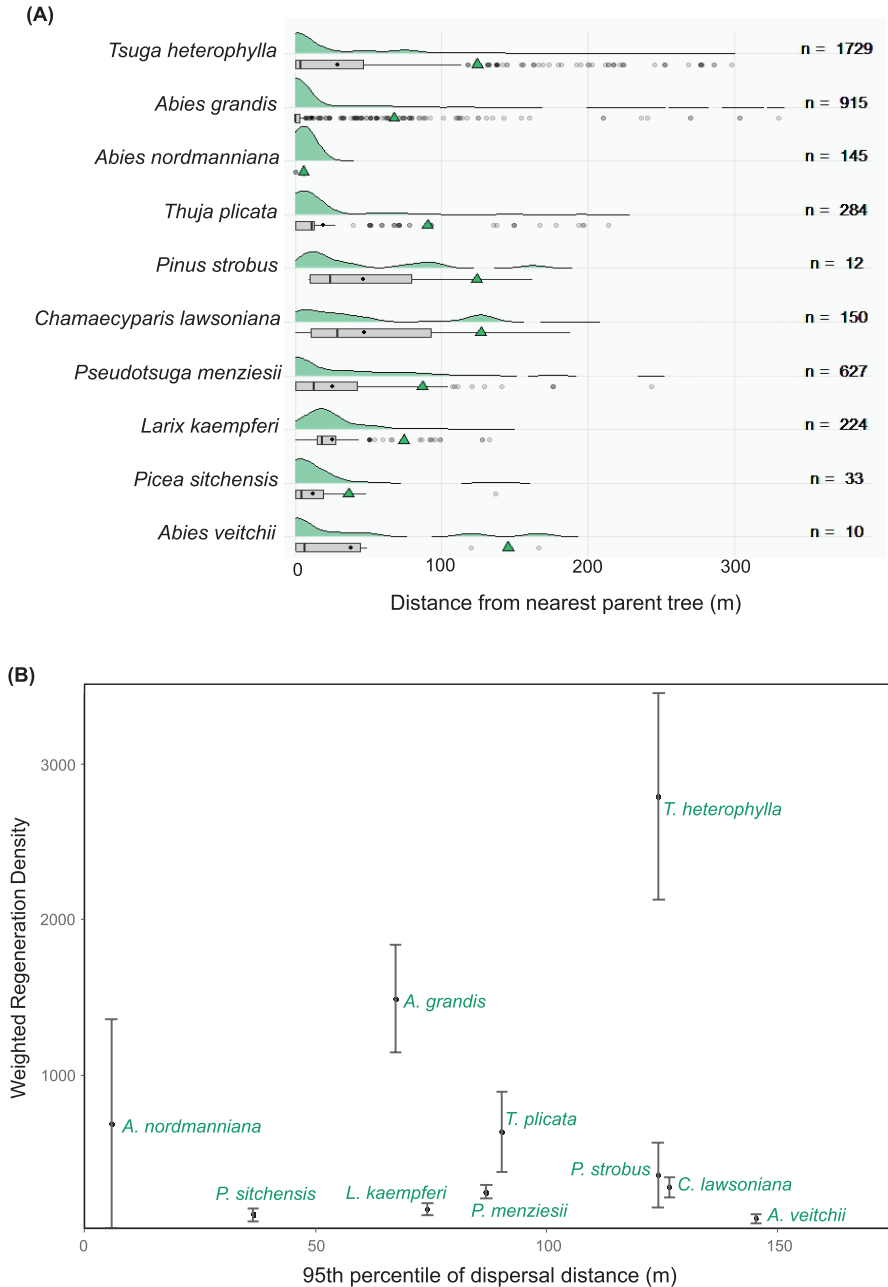 (A)
Tsuga heterophylla n = 1729
Abies grandis n = 915
Abies nordmanniana n = 145
Thuja plicata n = 284
Pinus strobus n = 12
Chamaecyparis lawsoniana n = 150
Pseudotsuga menziesii n = 627
Larix kaempferi n = 224
Picea sitchensis n = 33
Abies veitchii n = 10
0 100 200 300
Distance from nearest parent tree (m)
(B)
Weighted Regeneration Density
3000
T. heterophylla
2000
A. grandis
1000
A. nordmanniana
T. plicata
P. strobus
C. lawsoniana
P. sitchensis
L. kaempferi
P. menziesii
A. veitchii
0 50 100 150
95th percentile of dispersal distance (m)